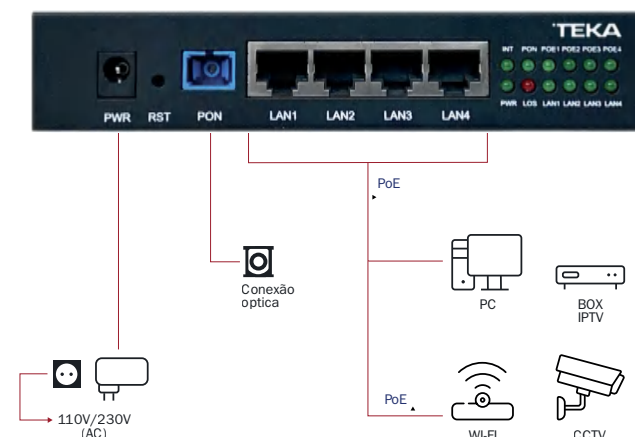 'TEKA
INT PON POE1 POE2 POE3 POE4
PWR LOS LAN1 LAN2 LAN3 LAN4
PWR RST PON LAN1 LAN2 LAN3 LAN4
PoE
Conexão
optica
PC
BOX
IPTV
PoE
110V/230V
(AC)
WI-FI
CCTV